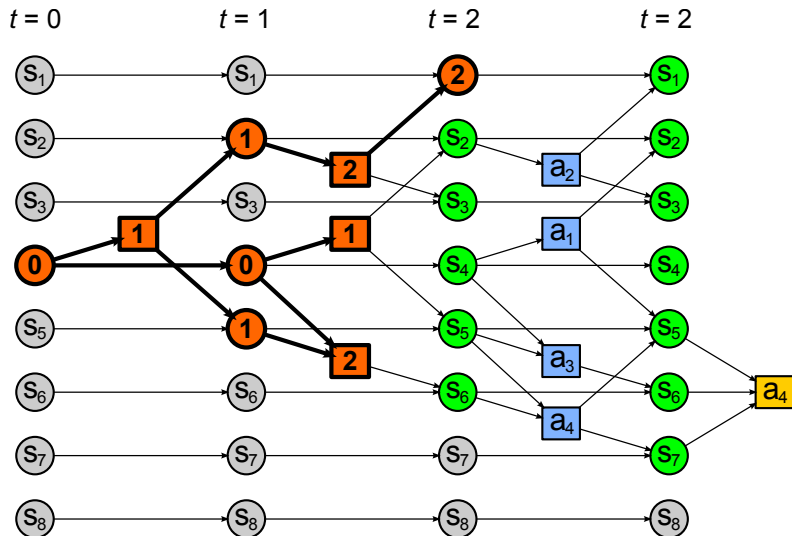 t = 0 t = 1 t = 2 t = 2
s1 s1 2 s1
s2 1 s2 s2
2 a2
s3 s3 s3 s3
1 1 a1
0 0 s4 s4
s5 1 s5 s5
2 a3
s6 s6 s6 s6 a4
a4
s7 s7 s7 s7
s8 s8 s8 s8